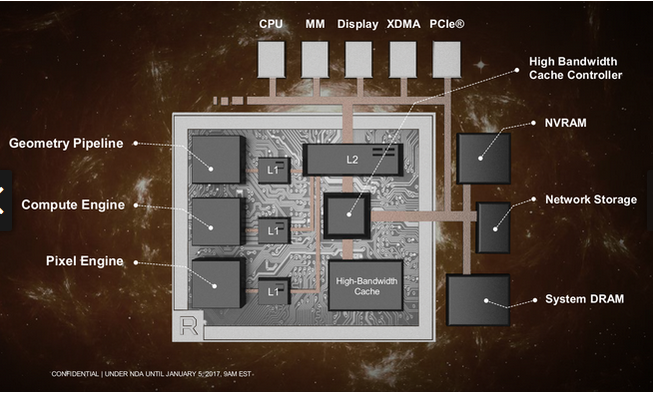 CPU MM Display XDMA PCIe®
High Bandwidth
Cache Controller
NVRAM
Geometry Pipeline
L2
L1
Compute Engine
Network Storage
L1
Pixel Engine
High-Bandwidth
Cache
L1
System DRAM
R
CONFIDENTIAL | UNDER NDA UNTIL JANUARY 5, 2017, 9AM EST